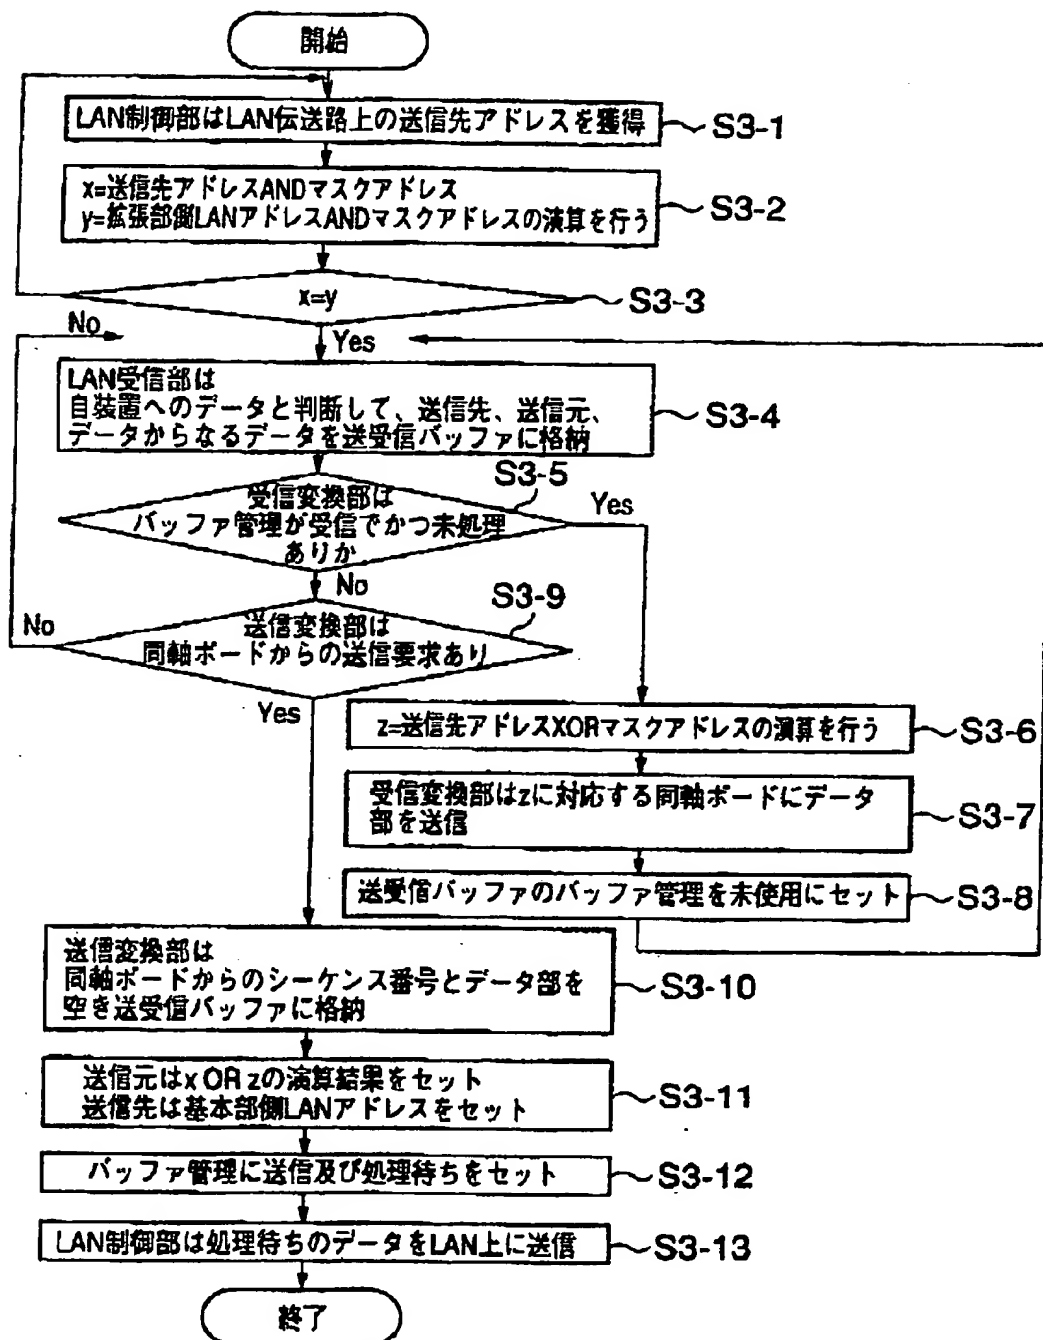 開始
LAN制御部はLAN伝送路上の送信先アドレスを獲得
S3-1
x=送信先アドレスANDマスクアドレス
y=拡張部側LANアドレスANDマスクアドレスの演算を行う
S3-2
x=y
S3-3
No
Yes
LAN受信部は
自装置へのデータと判断して、送信先、送信元、
データからなるデータを送受信バッファに格納
S3-4
S3-5
受信変換部は
バッファ管理が受信でかつ未処理
ありか
Yes
No
S3-9
No
送信変換部は
同軸ボードからの送信要求あり
Yes
z=送信先アドレスXORマスクアドレスの演算を行う
S3-6
受信変換部はzに対応する同軸ボードにデータ
部を送信
S3-7
送受信バッファのバッファ管理を未使用にセット
S3-8
送信変換部は
同軸ボードからのシーケンス番号とデータ部を
空き送受信バッファに格納
S3-10
送信元はx OR zの演算結果をセット
送信先は基本部側LANアドレスをセット
S3-11
バッファ管理に送信及び処理待ちをセット
S3-12
LAN制御部は処理待ちのデータをLAN上に送信
S3-13
終了